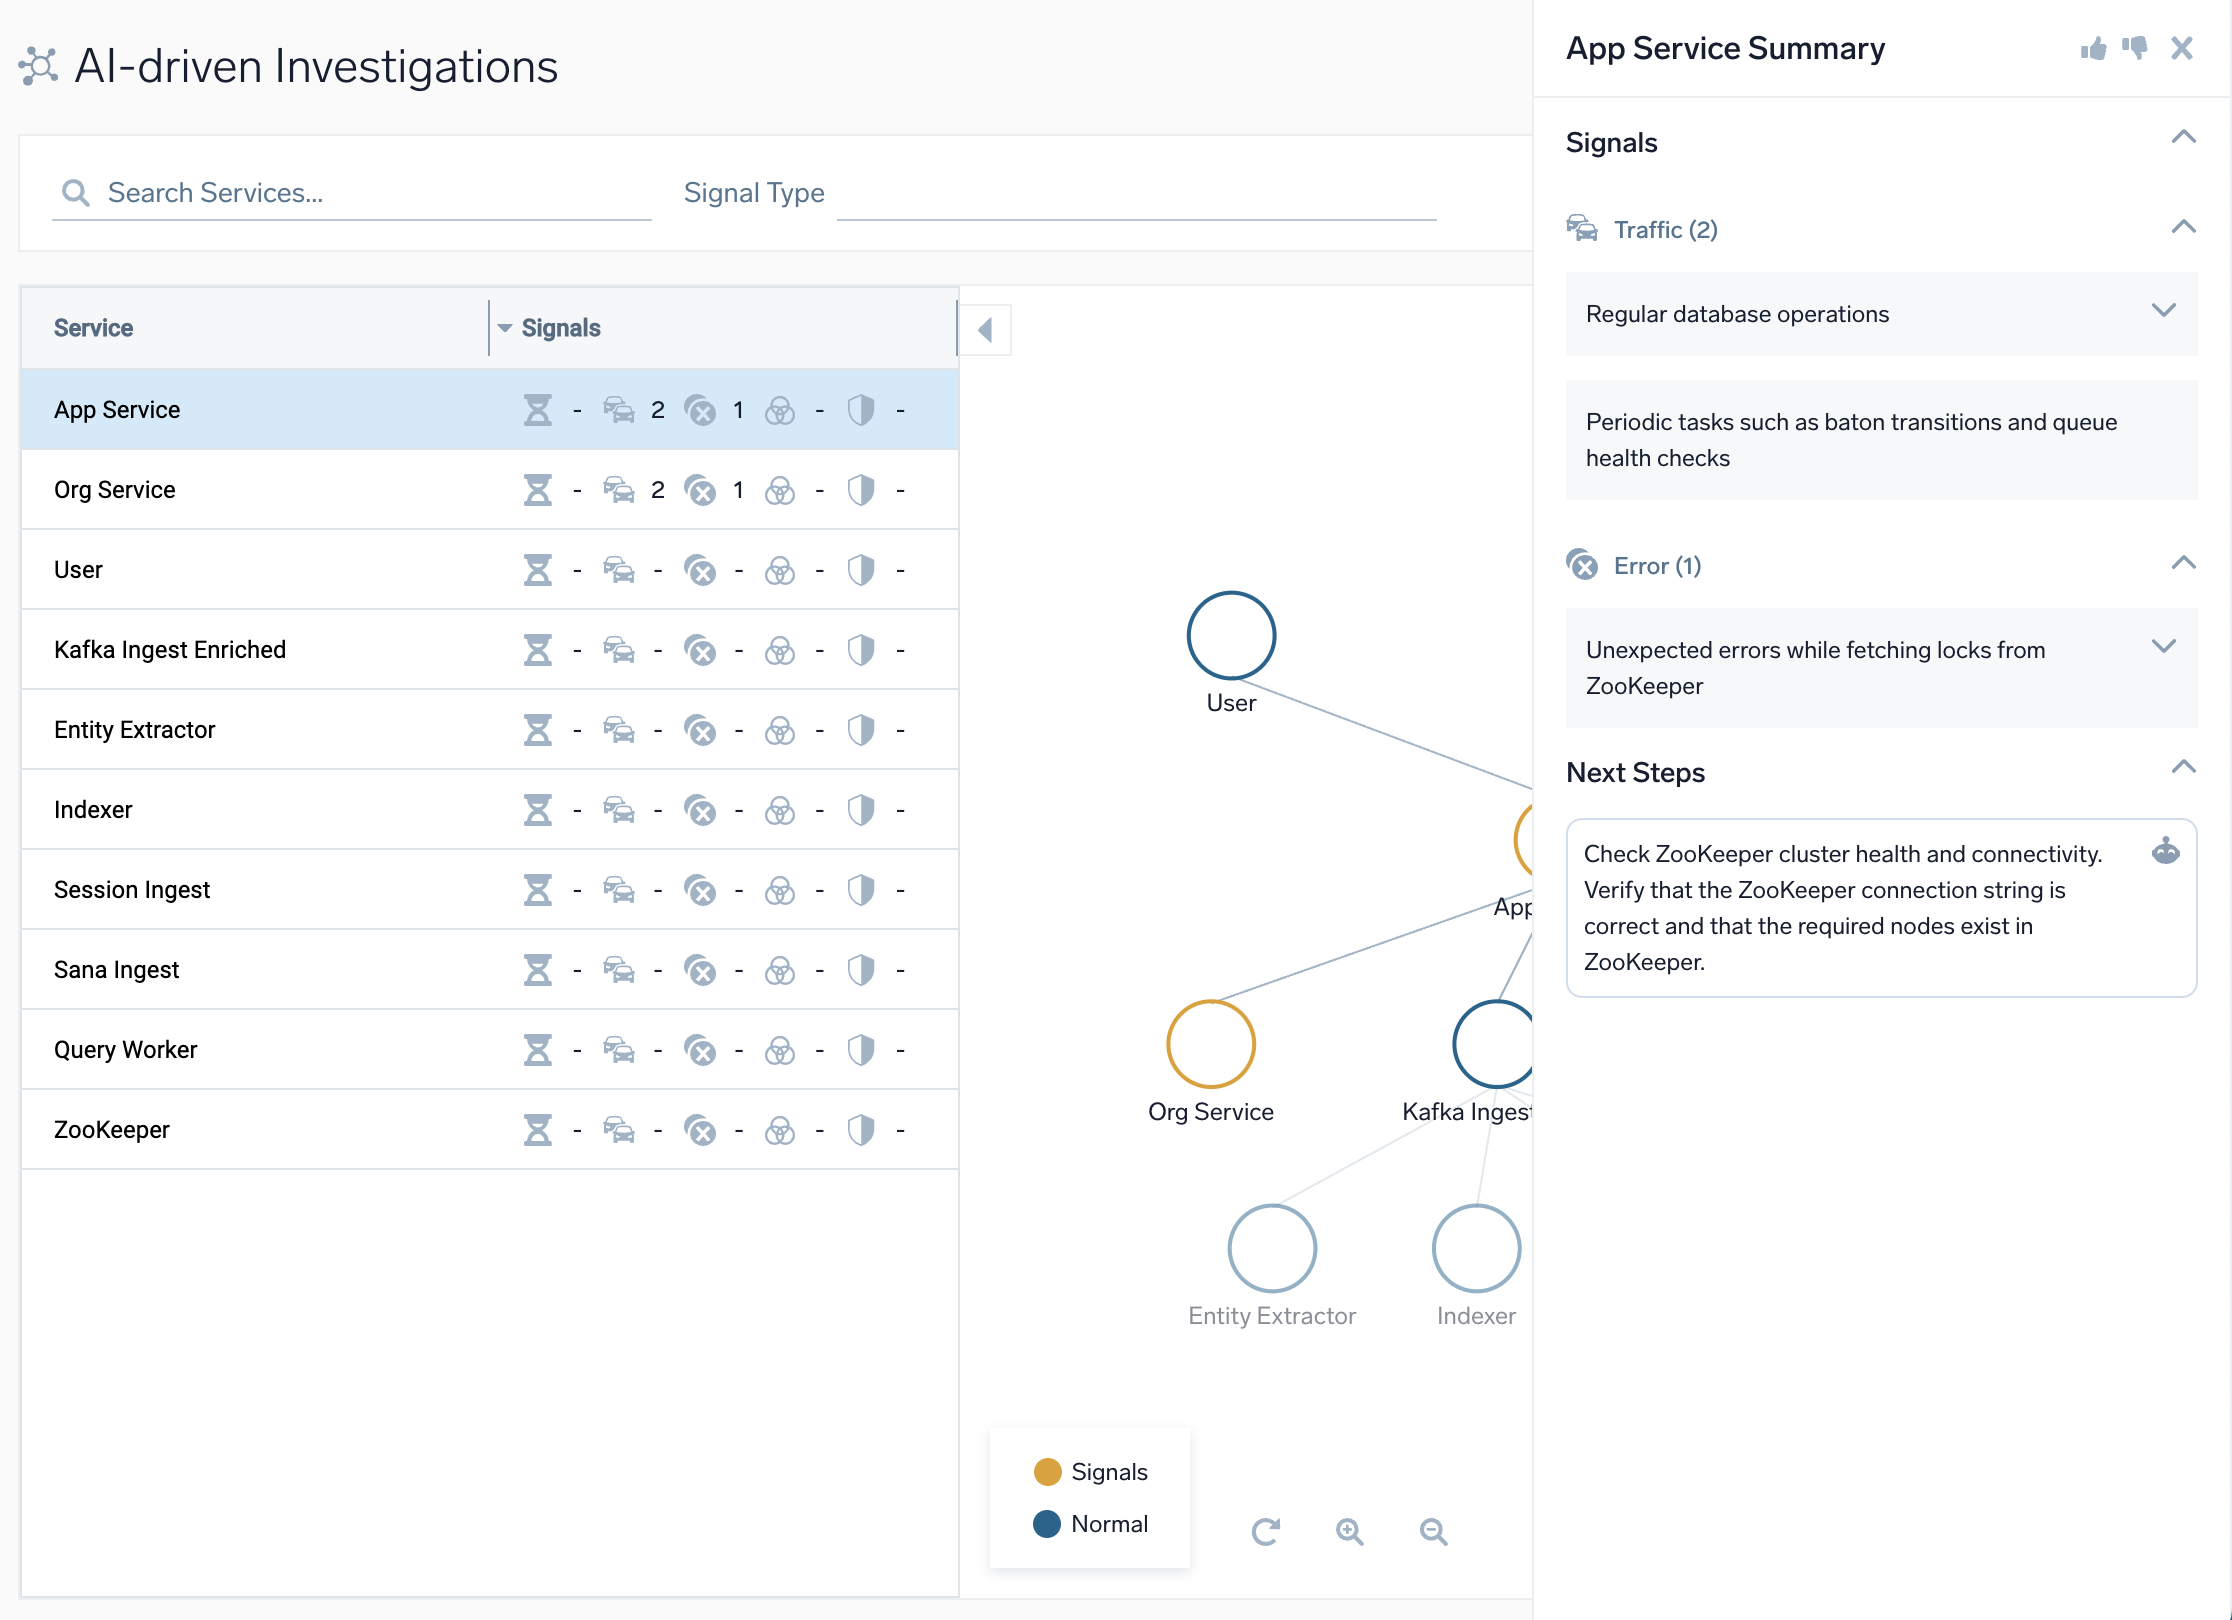 AI-driven Investigations
Search Services...
Signal Type
Service
Signals
App Service - 2 1 - -
Org Service - 2 1 - -
User - - - - -
Kafka Ingest Enriched - - - - -
Entity Extractor - - - - -
Indexer - - - - -
Session Ingest - - - - -
Sana Ingest - - - - -
Query Worker - - - - -
ZooKeeper - - - - -
User
App
Org Service
Kafka Ingest
Entity Extractor
Indexer
Signals
Normal
App Service Summary
Signals
Traffic (2)
Regular database operations
Periodic tasks such as baton transitions and queue
health checks
Error (1)
Unexpected errors while fetching locks from
ZooKeeper
Next Steps
Check ZooKeeper cluster health and connectivity.
Verify that the ZooKeeper connection string is
correct and that the required nodes exist in
ZooKeeper.